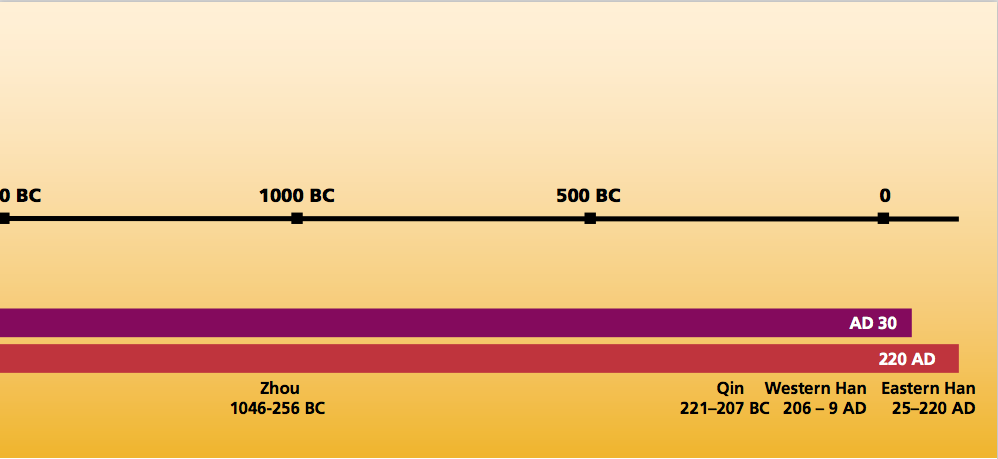 0 BC 1000 BC 500 BC 0
AD 30
220 AD
Zhou Qin Western Han Eastern Han
1046-256 BC 221–207 BC 206 – 9 AD 25–220 AD